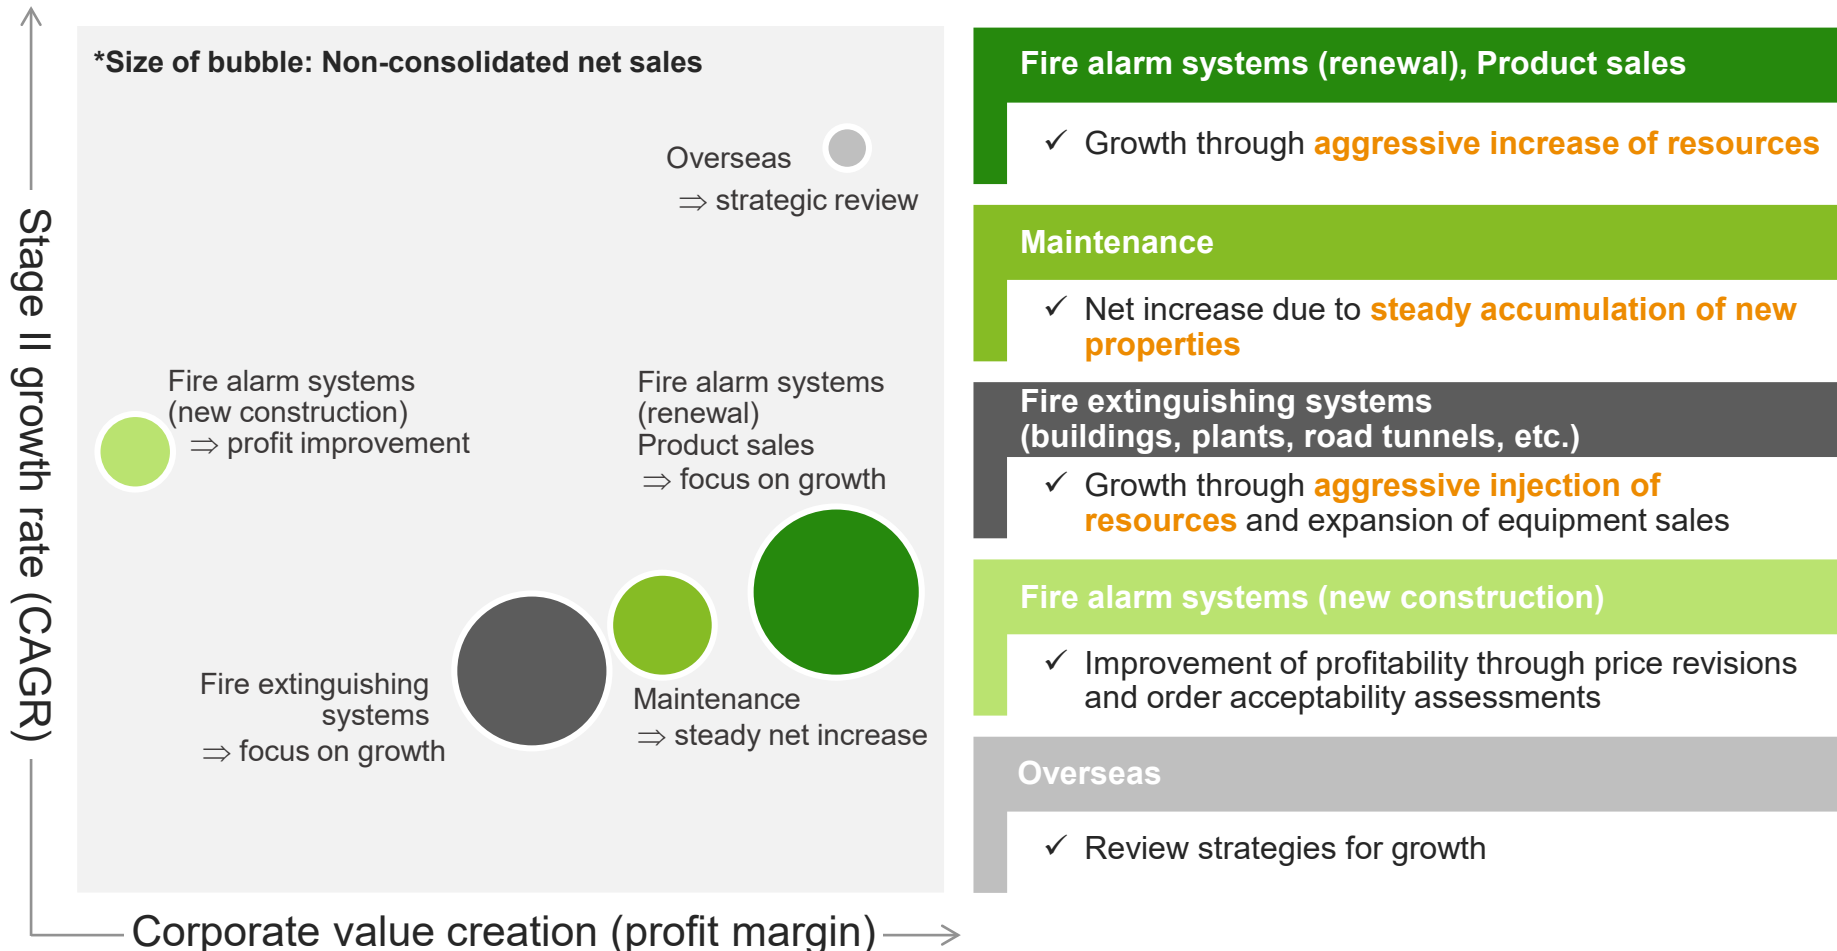 *Size of bubble: Non-consolidated net sales
Stage II growth rate (CAGR)
Overseas
⇒ strategic review
Fire alarm systems
(new construction)
⇒ profit improvement
Fire alarm systems
(renewal)
Product sales
⇒ focus on growth
Fire extinguishing
systems
⇒ focus on growth
Maintenance
⇒ steady net increase
Corporate value creation (profit margin)
Fire alarm systems (renewal), Product sales
✓ Growth through aggressive increase of resources
Maintenance
✓ Net increase due to steady accumulation of new
properties
Fire extinguishing systems
(buildings, plants, road tunnels, etc.)
✓ Growth through aggressive injection of
resources and expansion of equipment sales
Fire alarm systems (new construction)
✓ Improvement of profitability through price revisions
and order acceptability assessments
Overseas
✓ Review strategies for growth